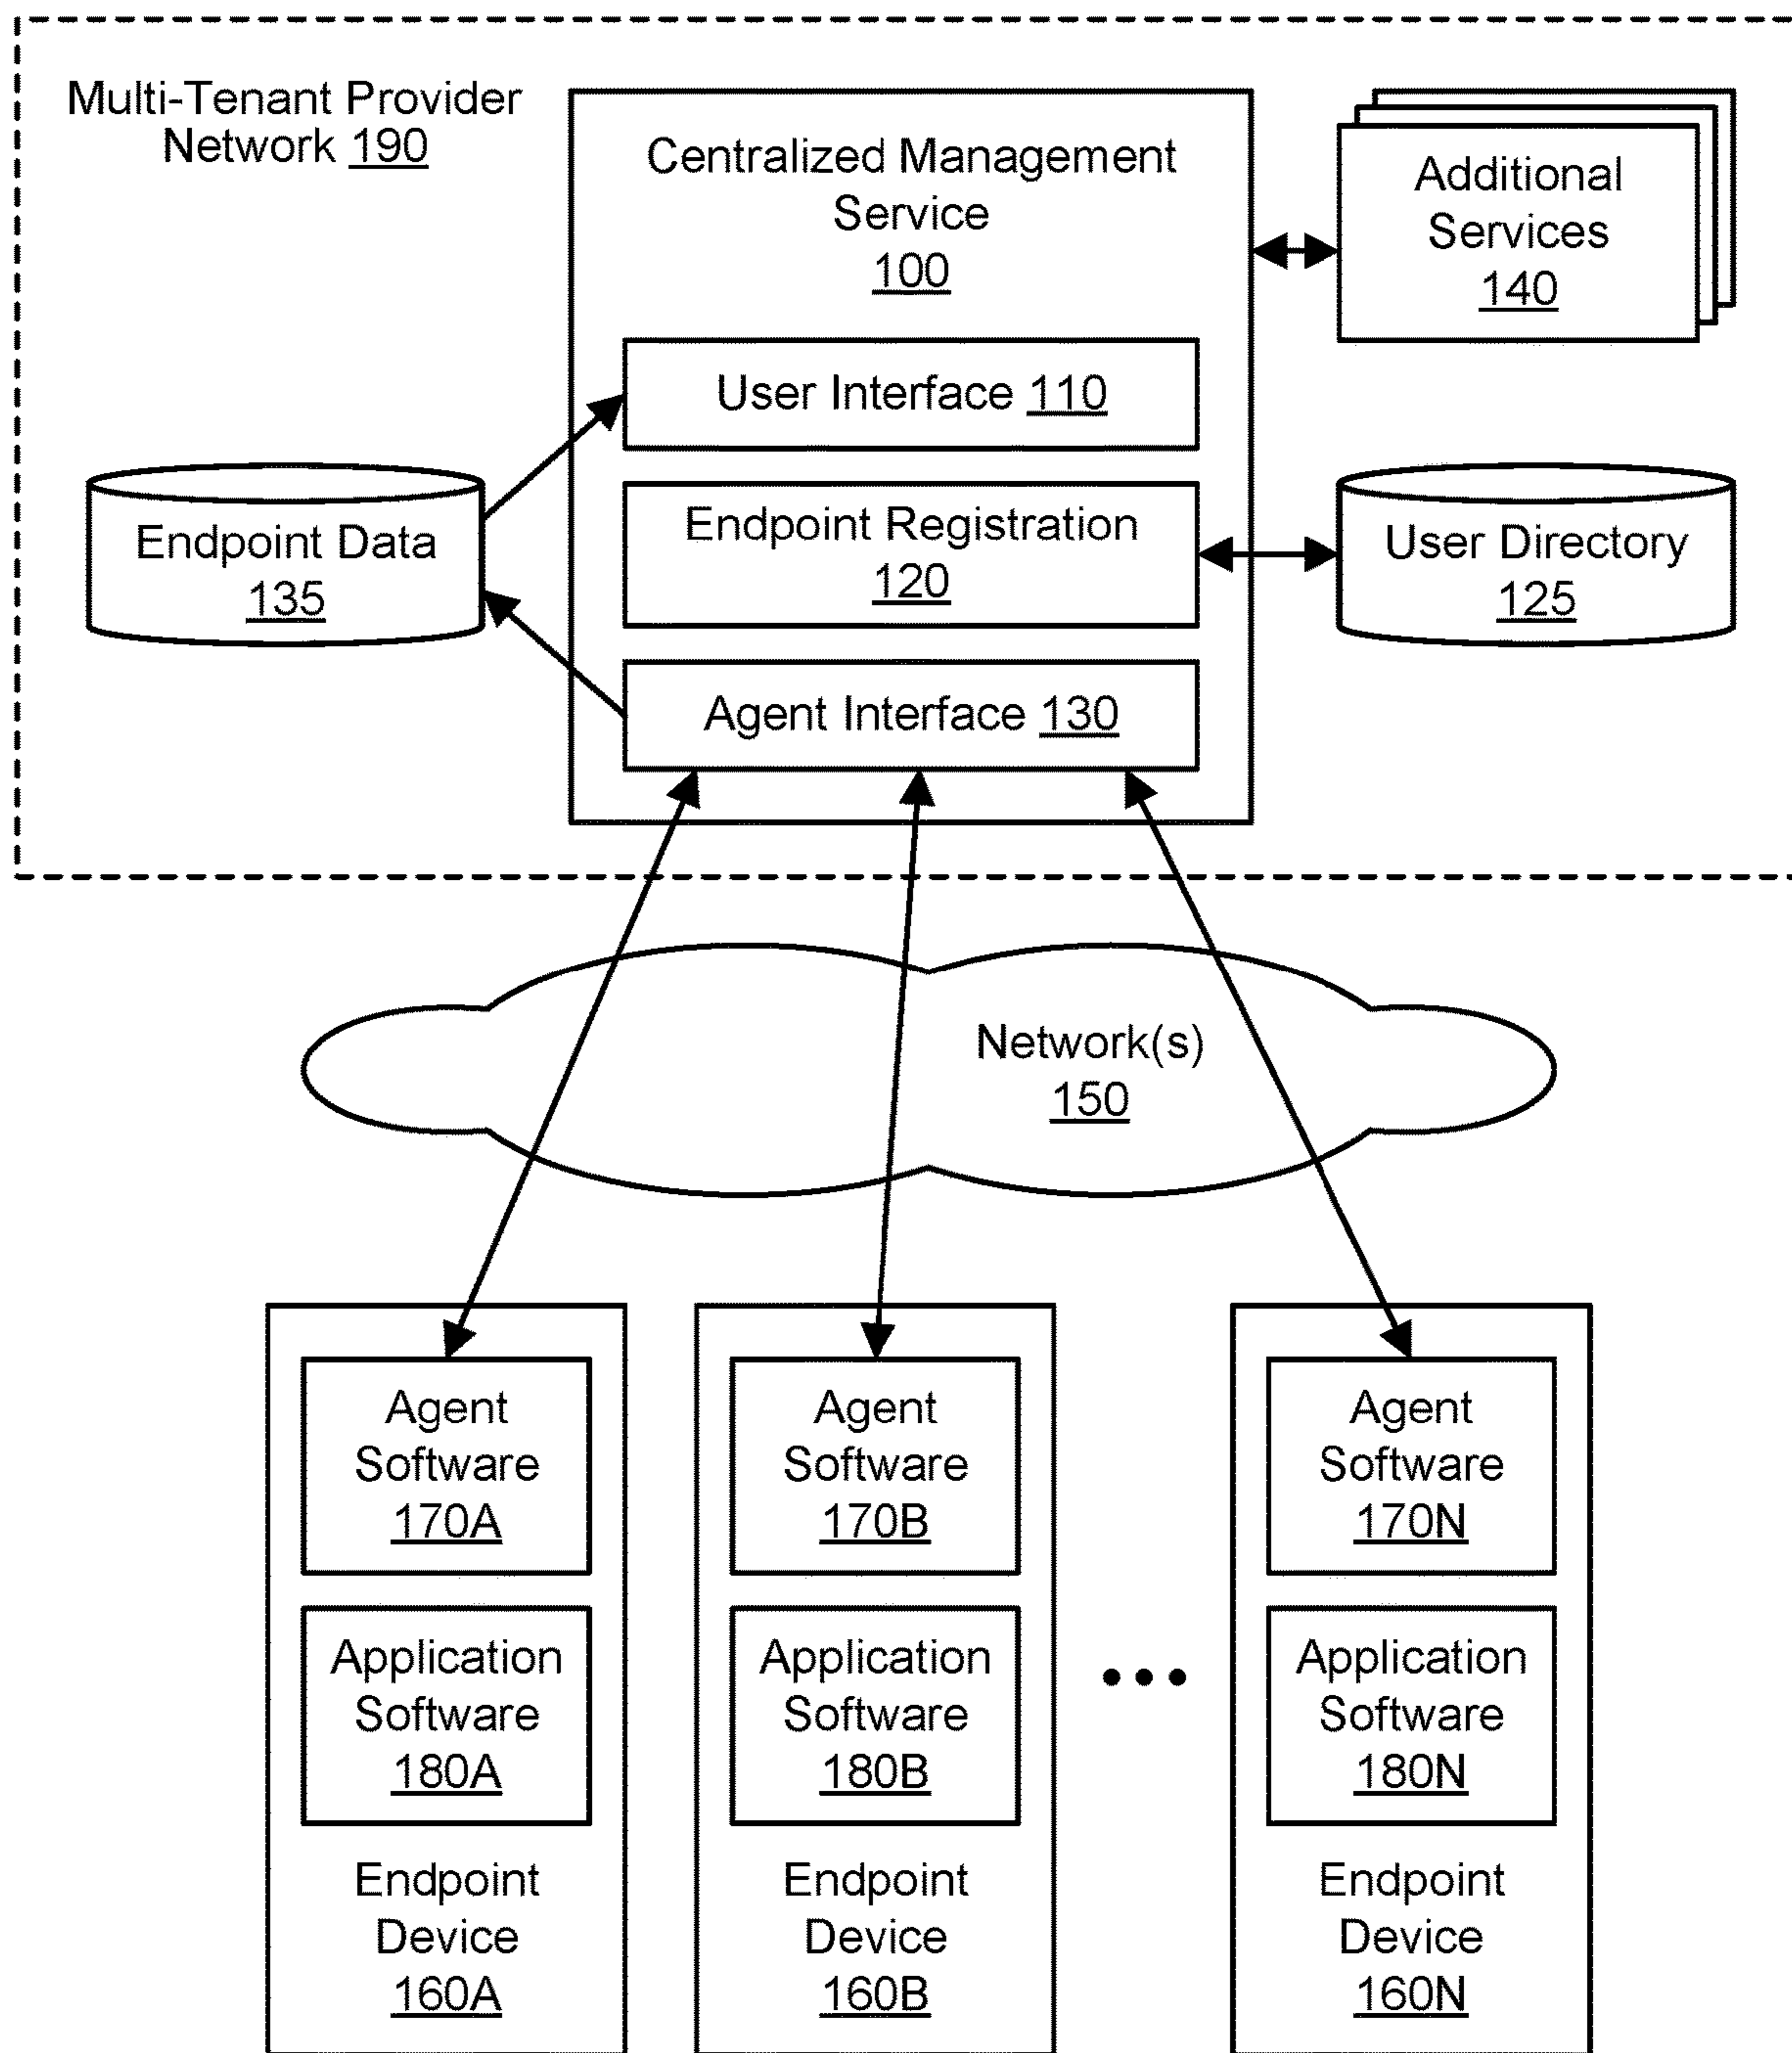 Multi-Tenant Provider
Network 190
Centralized Management
Service
100
Additional
Services
140
User Interface 110
Endpoint Data
135
Endpoint Registration
120
User Directory
125
Agent Interface 130
Network(s)
150
Agent
Software
170A
Application
Software
180A
Endpoint
Device
160A
Agent
Software
170B
Application
Software
180B
Endpoint
Device
160B
Agent
Software
170N
Application
Software
180N
Endpoint
Device
160N